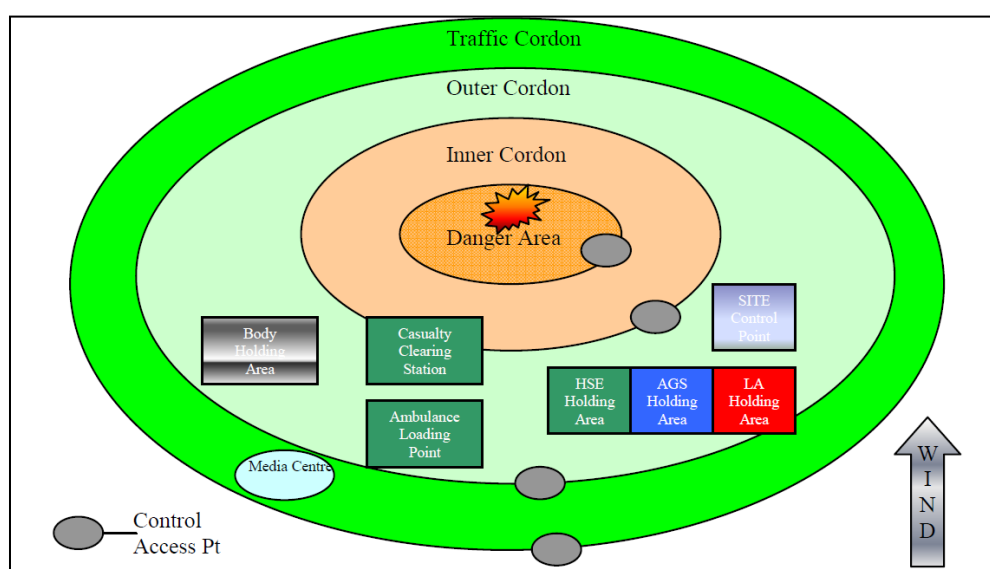 Traffic Cordon
Outer Cordon
Inner Cordon
Danger Area
SITE
Control
Point
Body
Holding
Area
Casualty
Clearing
Station
HSE
Holding
Area
AGS
Holding
Area
LA
Holding
Area
Ambulance
Loading
Point
Media Centre
Control
Access Pt
W
I
N
D